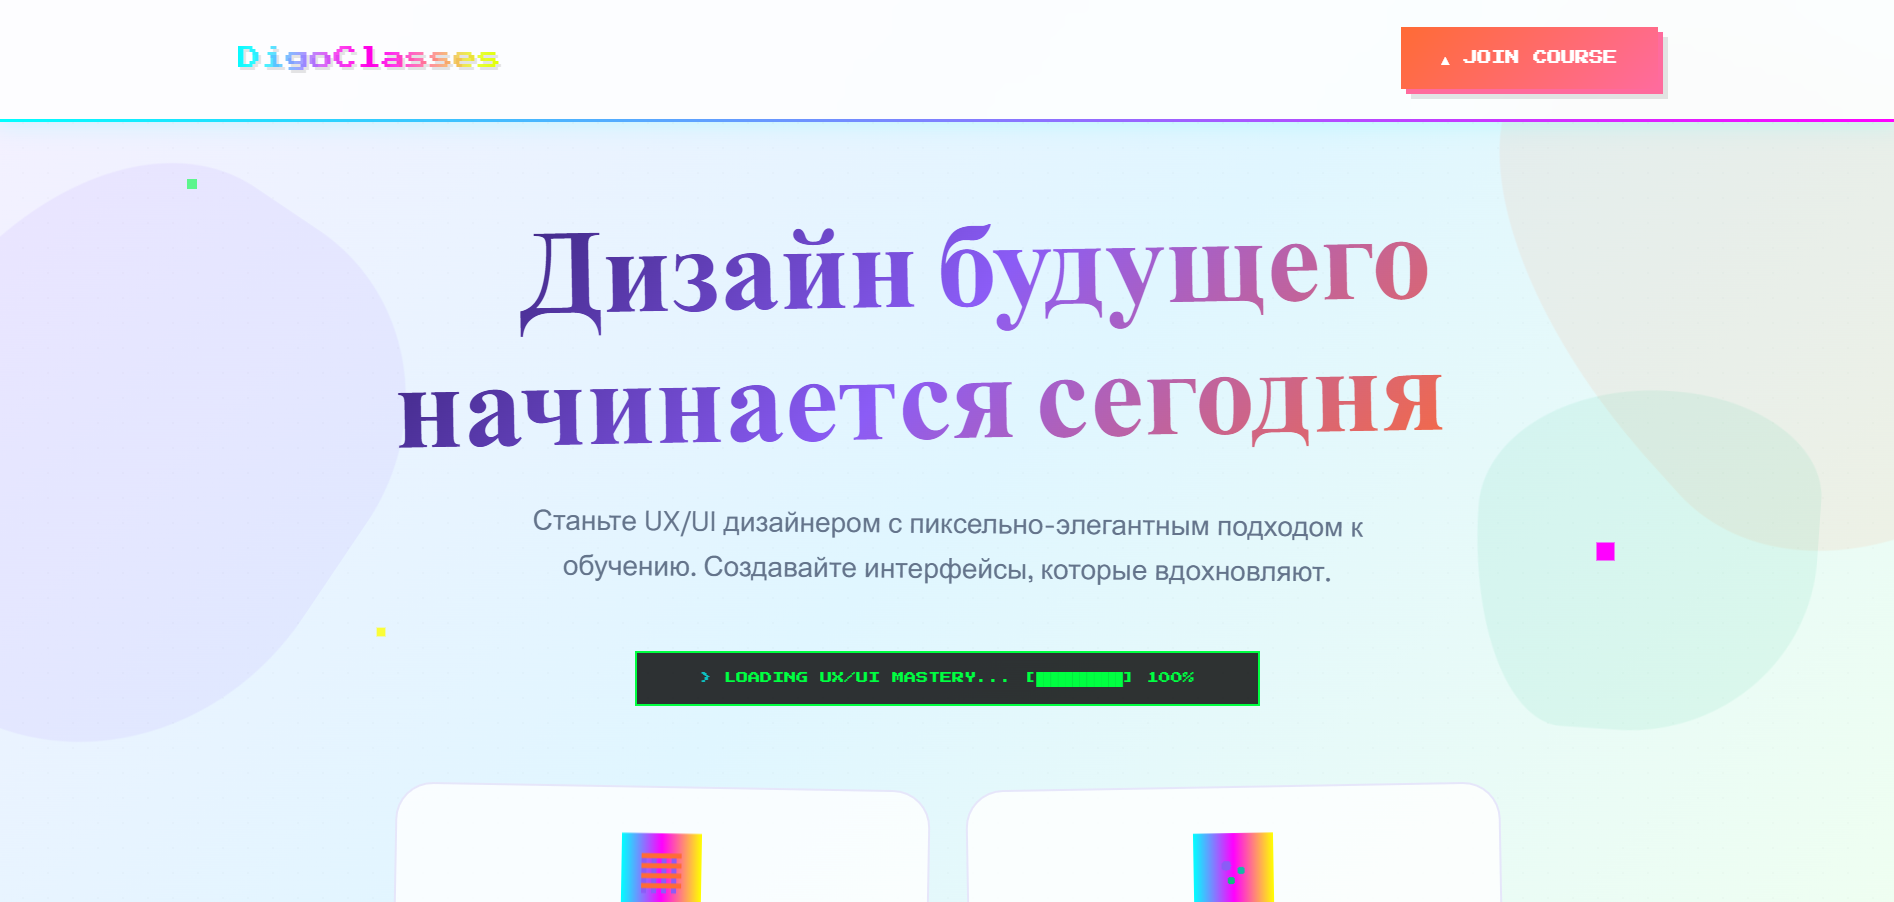 DigoClasses
▲ JOIN COURSE
Дизайн будущего
начинается сегодня
Станьте UX/UI дизайнером с пиксельно-элегантным подходом к
обучению. Создавайте интерфейсы, которые вдохновляют.
> LOADING UX/UI MASTERY... [████████] 100%